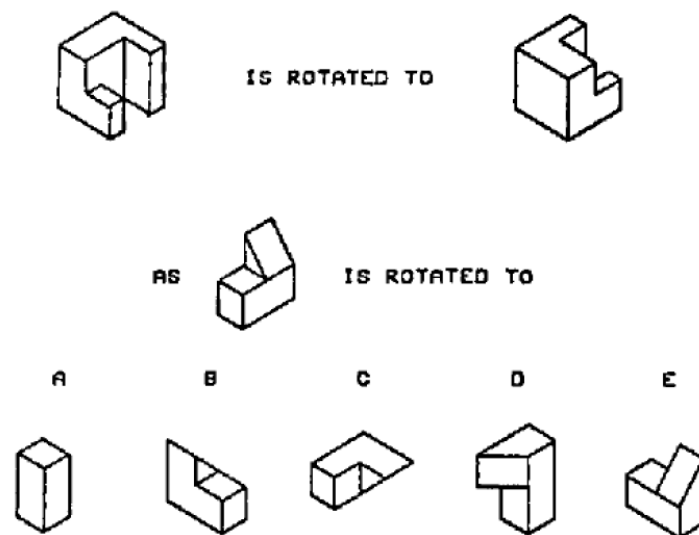 IS ROTATED TO
AS IS ROTATED TO
A B C D E